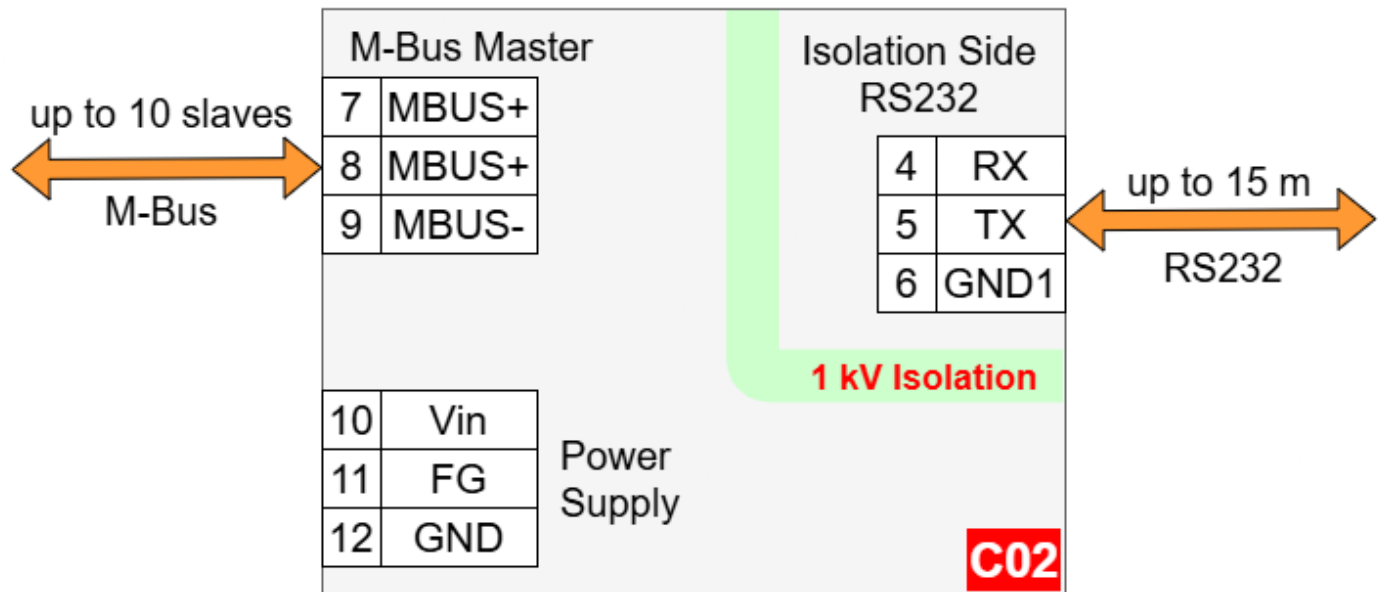 M-Bus Master
7 MBUS+
8 MBUS+
9 MBUS-
up to 10 slaves
M-Bus
Isolation Side
RS232
4 RX
5 TX
6 GND1
up to 15 m
RS232
1 kV Isolation
10 Vin
11 FG
12 GND
Power
Supply
C02